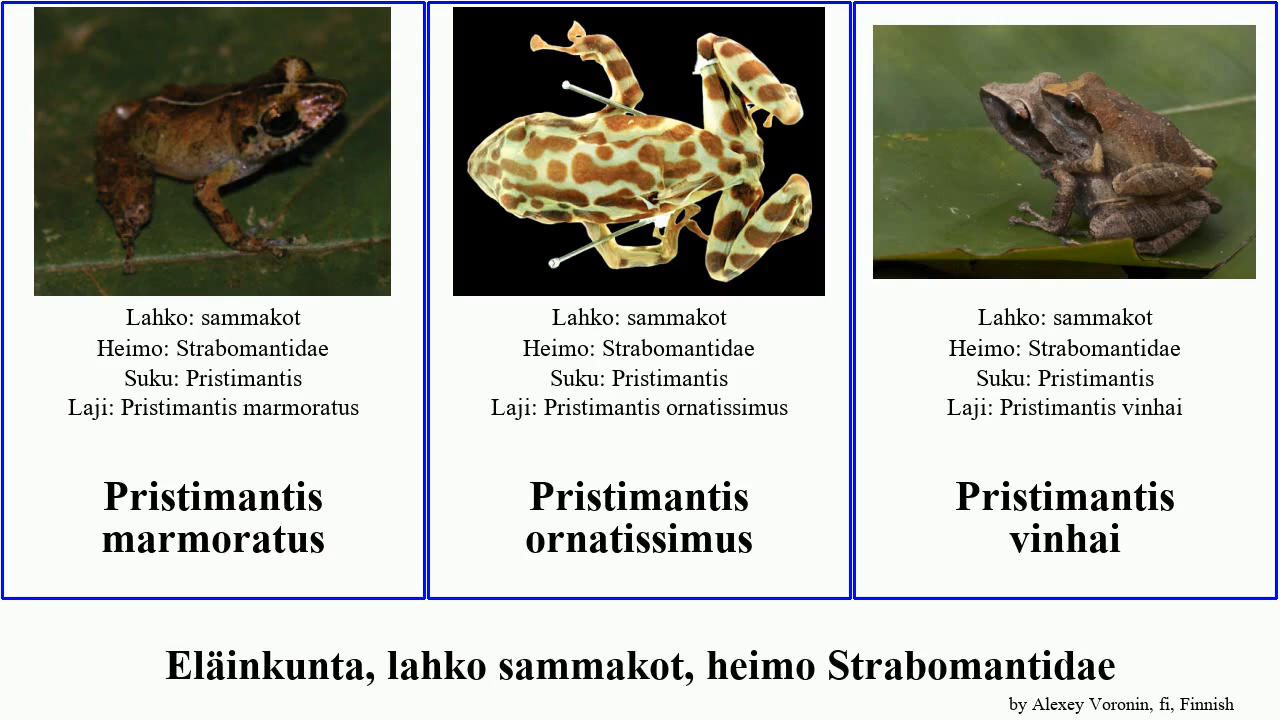 Lahko: sammakot
Heimo: Strabomantidae
Suku: Pristimantis
Laji: Pristimantis marmoratus
Pristimantis
marmoratus
Lahko: sammakot
Heimo: Strabomantidae
Suku: Pristimantis
Laji: Pristimantis ornatissimus
Pristimantis
ornatissimus
Lahko: sammakot
Heimo: Strabomantidae
Suku: Pristimantis
Laji: Pristimantis vinhai
Pristimantis
vinhai
Eläinkunta, lahko sammakot, heimo Strabomantidae
by Alexey Voronin, fi, Finnish